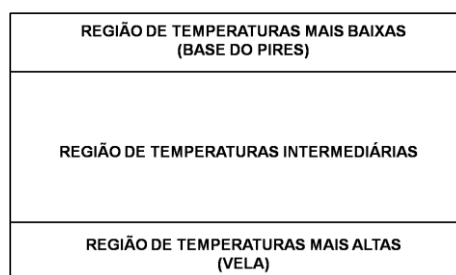 REGIÃO DE TEMPERATURAS MAIS BAIXAS
(BASE DO PIRES)
REGIÃO DE TEMPERATURAS INTERMEDIÁRIAS
REGIÃO DE TEMPERATURAS MAIS ALTAS
(VELA)